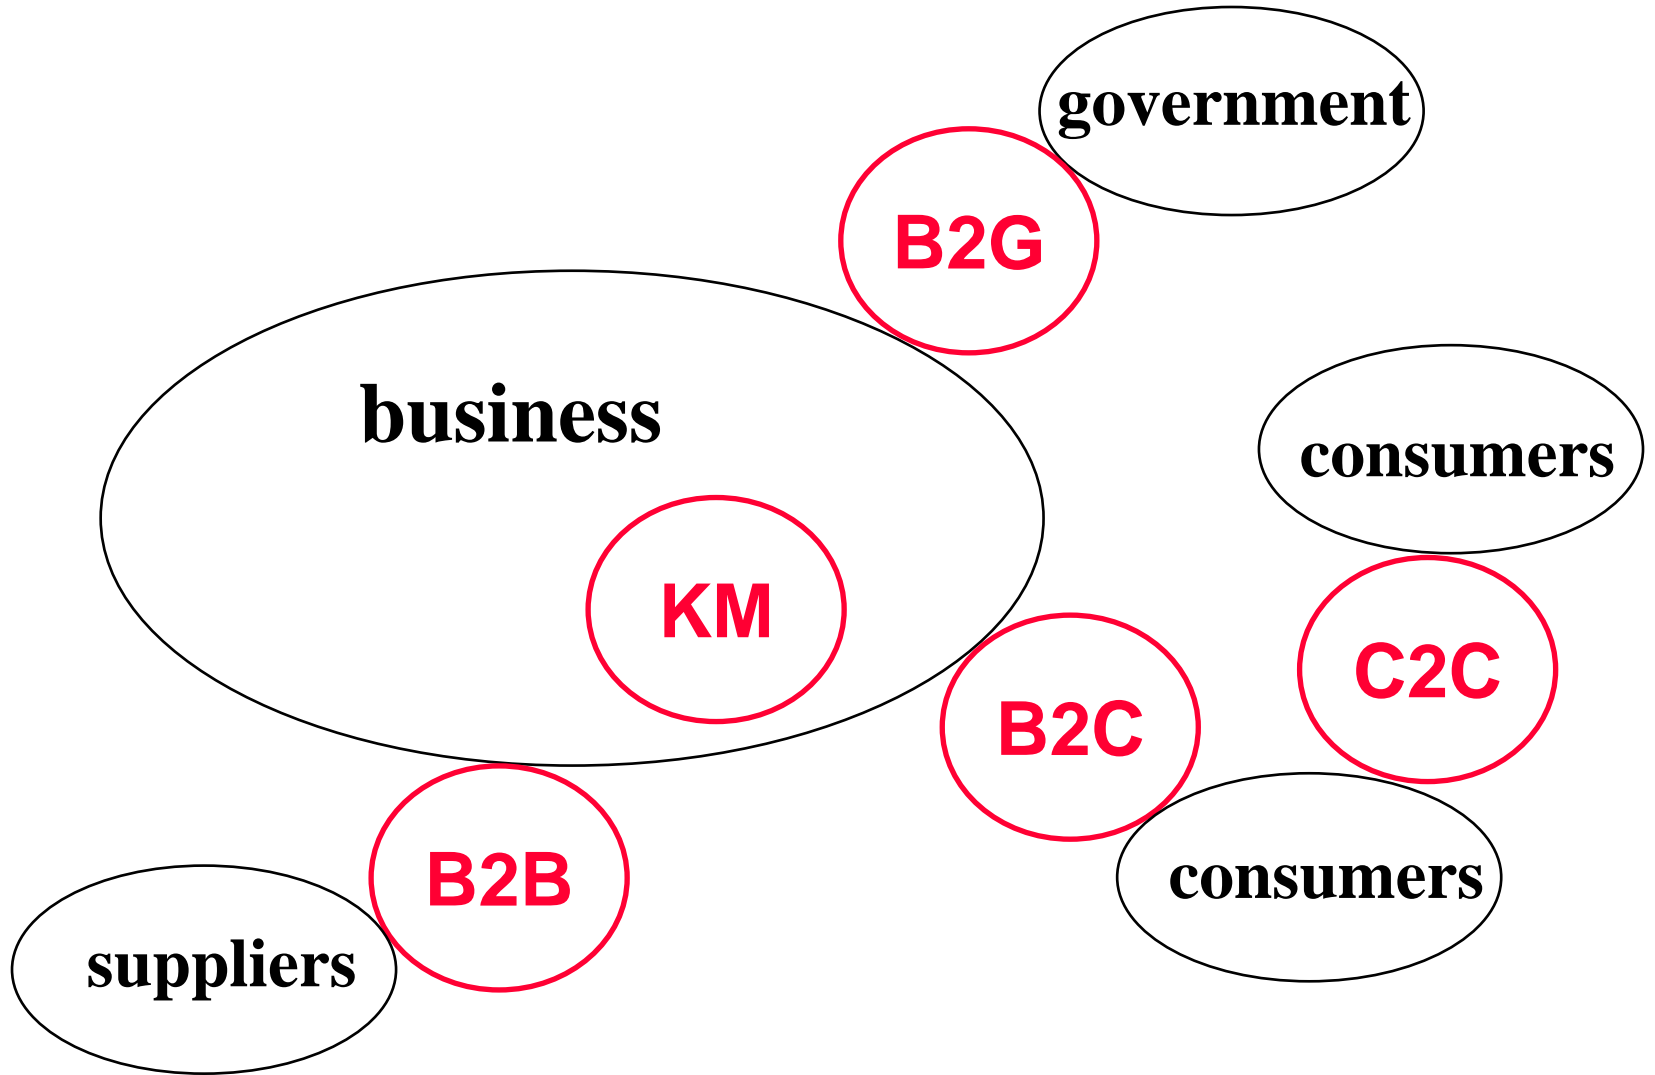 government
B2G
business
consumers
KM
C2C
B2C
B2B
consumers
suppliers